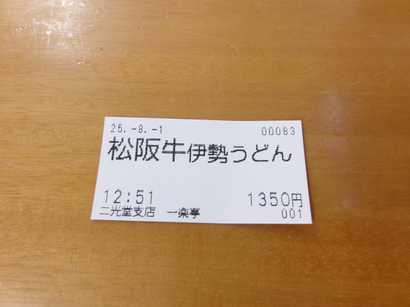 25.-8.-1 00083
松阪牛伊勢うどん
12:51 1350円
二光堂支店 一楽亭 001